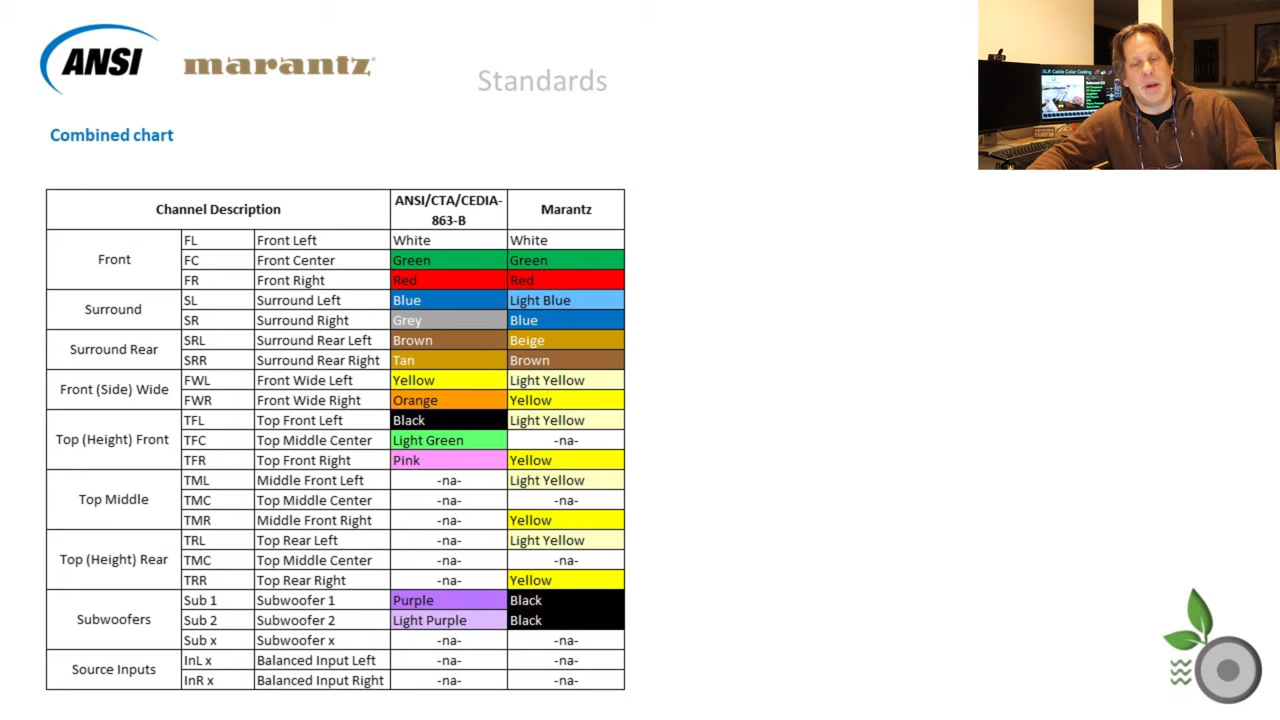 ANSI marantz
Standards
Combined chart
Channel Description ANSI/CTA/CEDIA-863-B Marantz
Front FL Front Left White White
FC Front Center Green Green
FR Front Right Red Red
Surround SL Surround Left Blue Light Blue
SR Surround Right Grey Blue
Surround Rear SRL Surround Rear Left Brown Beige
SRR Surround Rear Right Tan Brown
Front (Side) Wide FWL Front Wide Left Yellow Light Yellow
FWR Front Wide Right Orange Yellow
Top (Height) Front TFL Top Front Left Black Light Yellow
TFC Top Middle Center Light Green -na-
TFR Top Front Right Pink Yellow
Top Middle TML Middle Front Left -na- Light Yellow
TMC Top Middle Center -na- -na-
TMR Middle Front Right -na- Yellow
Top (Height) Rear TRL Top Rear Left -na- Light Yellow
TMC Top Middle Center -na- -na-
TRR Top Rear Right -na- Yellow
Subwoofers Sub 1 Subwoofer 1 Purple Black
Sub 2 Subwoofer 2 Light Purple Black
Sub x Subwoofer x -na- -na-
Source Inputs InL x Balanced Input Left -na- -na-
InR x Balanced Input Right -na- -na-
XLR Cable Color Coding